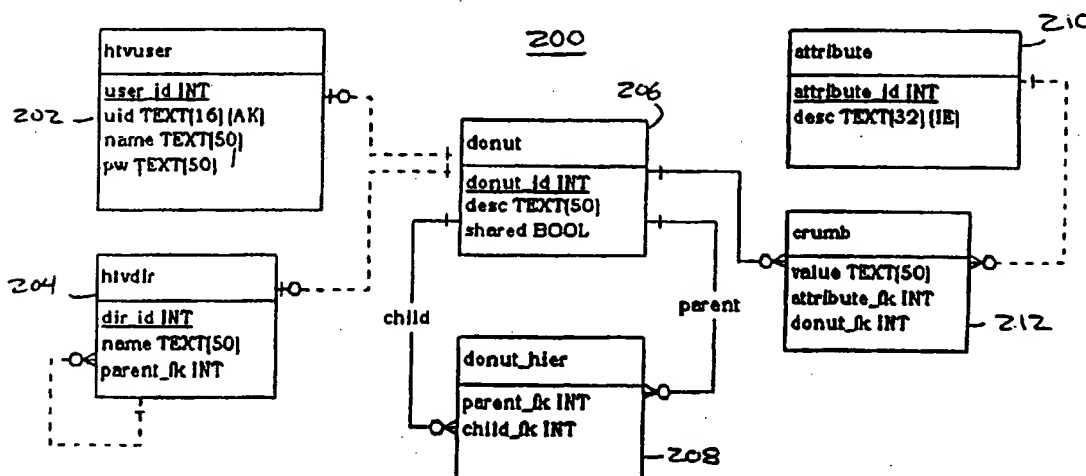 200
htvuser
user_id INT
uid TEXT[16] {AK}
name TEXT[50]
pw TEXT[50]
202
htvdir
dir_id INT
name TEXT[50]
parent_fk INT
204
donut
donut_id INT
desc TEXT[50]
shared BOOL
206
child
parent
donut_hier
parent_fk INT
child_fk INT
208
attribute
attribute_id INT
desc TEXT[32] {IE}
210
crumb
value TEXT[50]
attribute_fk INT
donut_fk INT
212